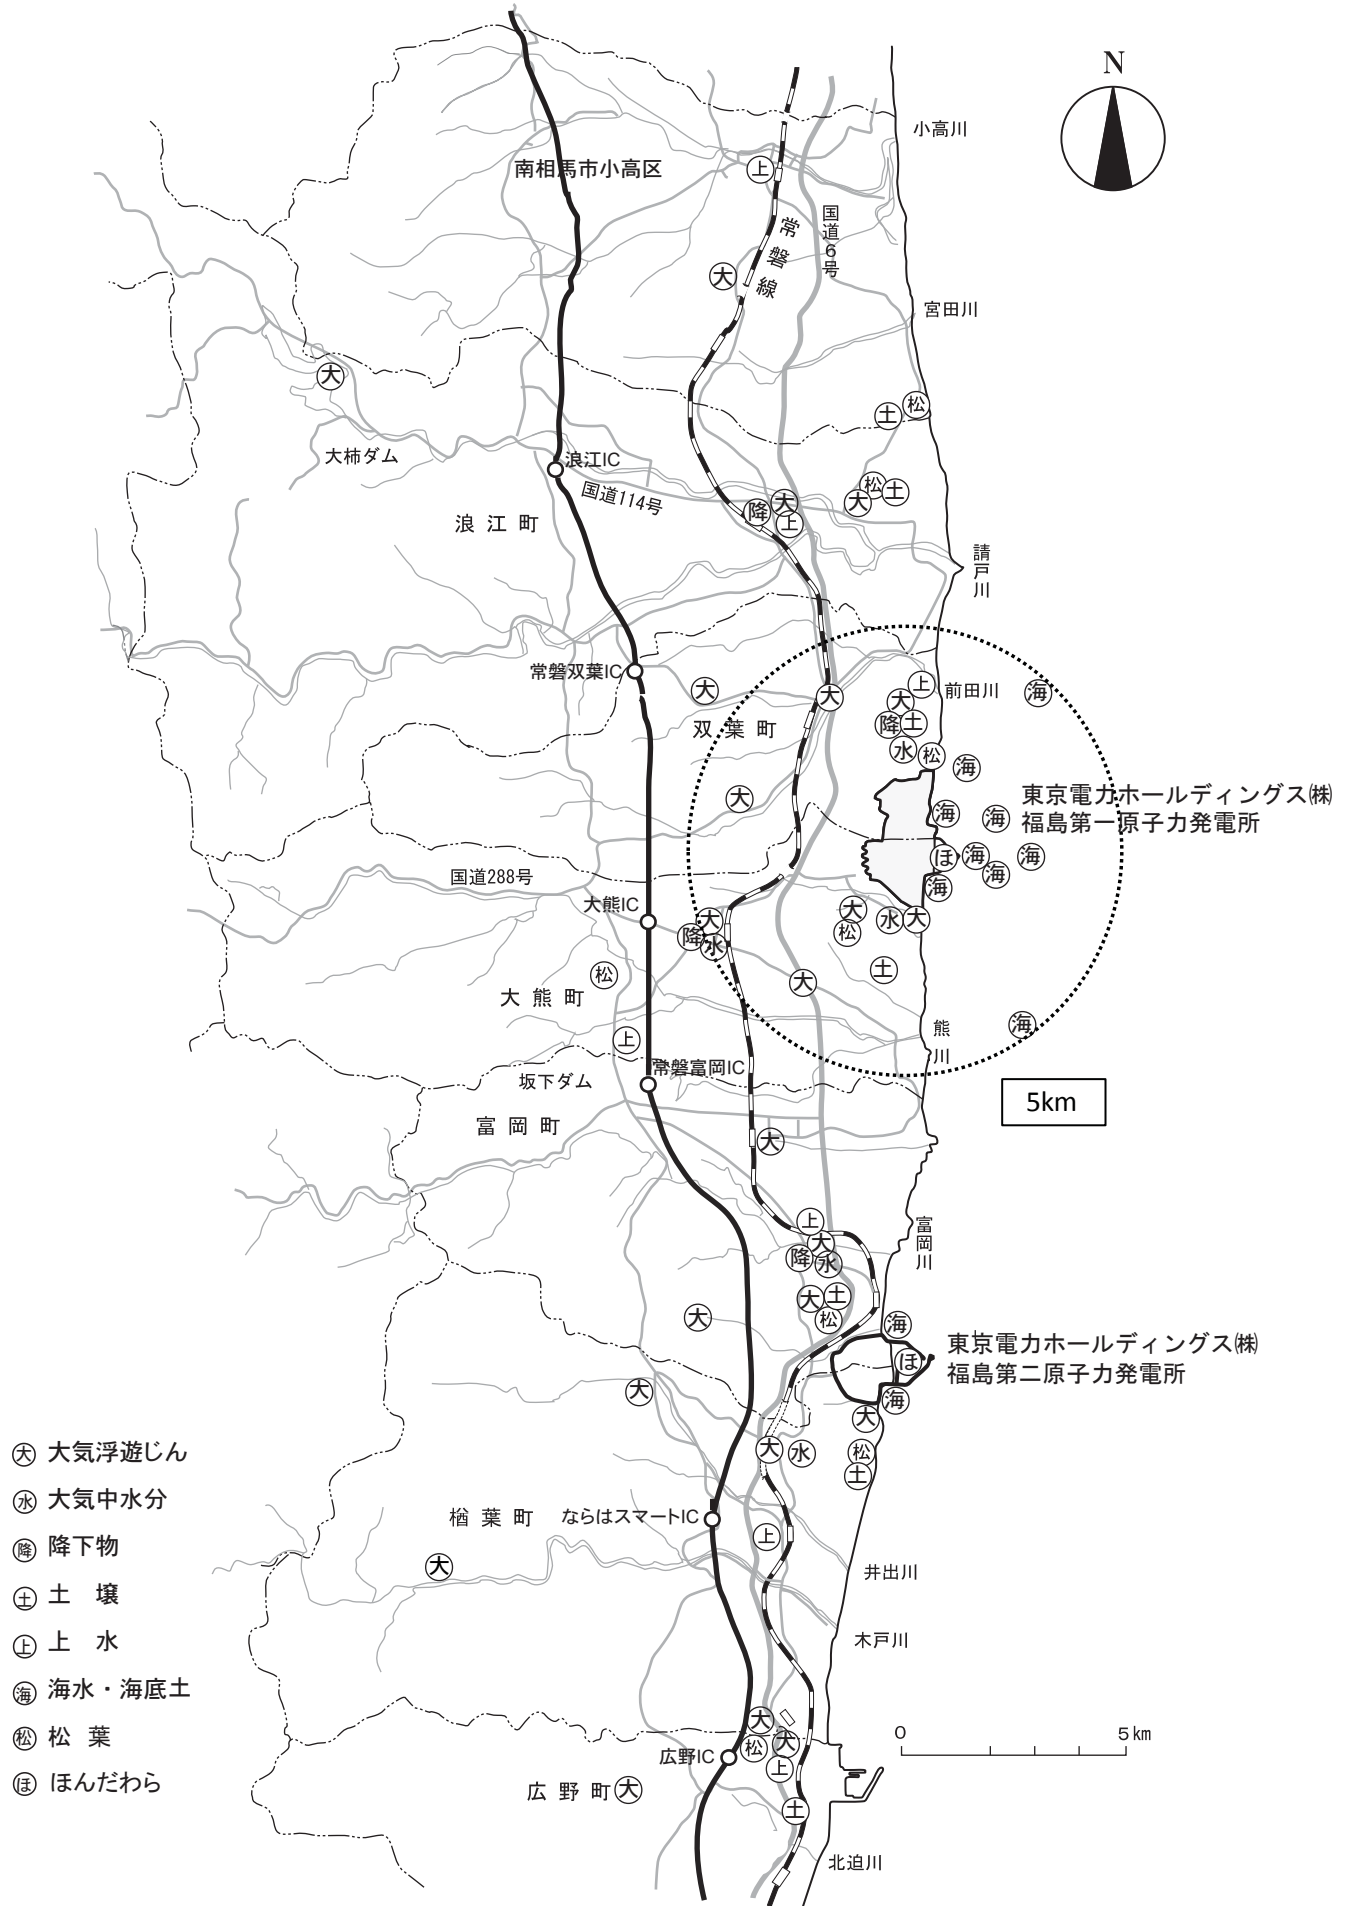 N
小高川
南相馬市小高区
上
国道6号
常磐線
大
宮田川
大
松
土
大柿ダム
浪江IC
国道114号
松
土
大
大
降
上
浪江町
請戸川
常磐双葉IC
大
大
上
前田川
海
大
降
土
双葉町
水
松
海
大
東京電力ホールディングス㈱
福島第一原子力発電所
海
海
ほ
海
海
海
海
国道288号
大熊IC
大
降
水
大
松
水
大
松
大
土
大熊町
上
熊川
海
坂下ダム
常磐富岡IC
5km
富岡町
大
上
富岡川
大
降
水
大
土
松
大
海
東京電力ホールディングス㈱
福島第二原子力発電所
ほ
大
海
大
大
水
松
土
楢葉町
ならはスマートIC
上
大
井出川
木戸川
大
大
松
上
広野IC
広野町
大
土
北迫川
0
5km
大 大気浮遊じん
水 大気中水分
降 降下物
土 土 壌
上 上 水
海 海水・海底土
松 松 葉
ほ ほんだわら